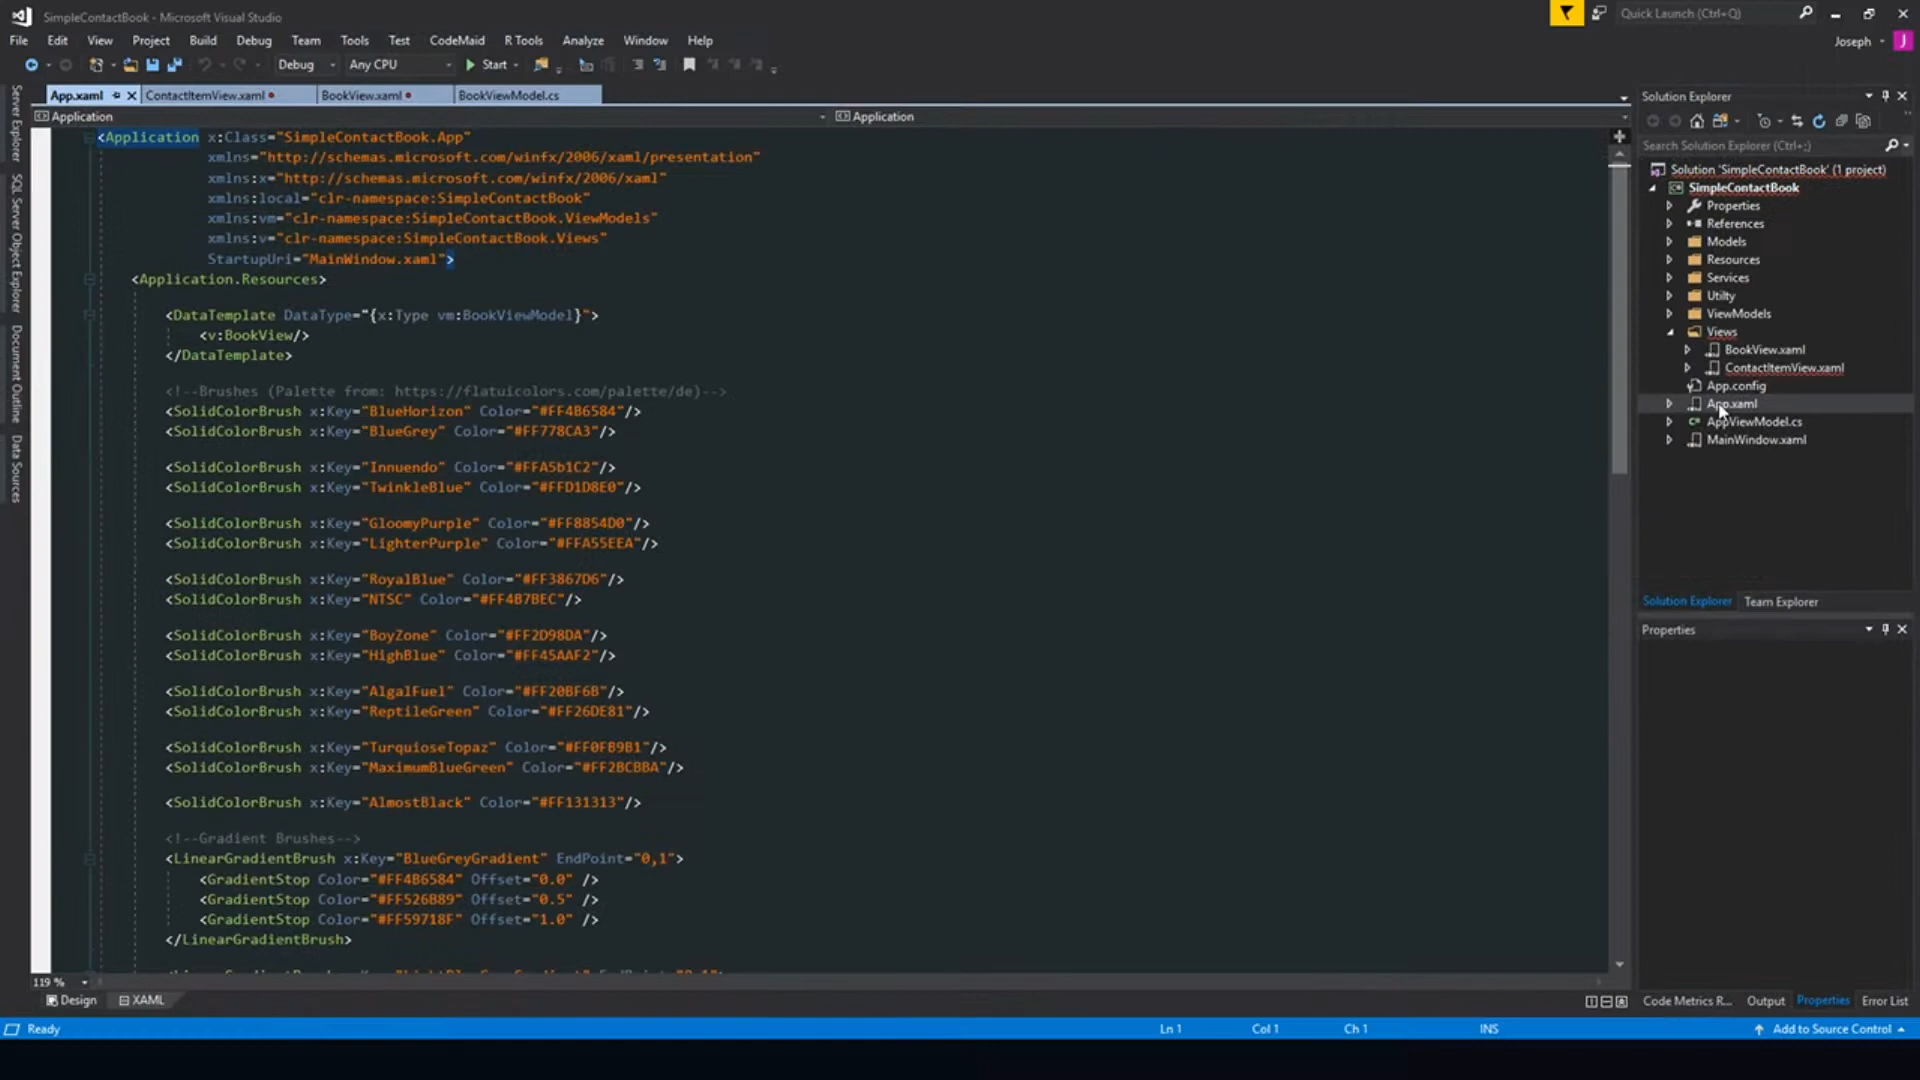 SimpleContactBook - Microsoft Visual Studio
Quick Launch (Ctrl+Q)
File Edit View Project Build Debug Team Tools Test CodeMaid R Tools Analyze Window Help
Joseph J
Debug Any CPU Start
App.xaml ContactItemView.xaml BookView.xaml BookViewModel.cs
Application Application
<Application x:Class="SimpleContactBook.App"
xmlns="http://schemas.microsoft.com/winfx/2006/xaml/presentation"
xmlns:x="http://schemas.microsoft.com/winfx/2006/xaml"
xmlns:local="clr-namespace:SimpleContactBook"
xmlns:vm="clr-namespace:SimpleContactBook.ViewModels"
xmlns:v="clr-namespace:SimpleContactBook.Views"
StartupUri="MainWindow.xaml">
<Application.Resources>
<DataTemplate DataType="{x:Type vm:BookViewModel}">
<v:BookView/>
</DataTemplate>
<!--Brushes (Palette from: https://flatuicolors.com/palette/de)-->
<SolidColorBrush x:Key="BlueHorizon" Color="#FF4B6584"/>
<SolidColorBrush x:Key="BlueGrey" Color="#FF778CA3"/>
<SolidColorBrush x:Key="Innuendo" Color="#FFA5b1C2"/>
<SolidColorBrush x:Key="TwinkleBlue" Color="#FFD1D8E0"/>
<SolidColorBrush x:Key="GloomyPurple" Color="#FF8854D0"/>
<SolidColorBrush x:Key="LighterPurple" Color="#FFA55EEA"/>
<SolidColorBrush x:Key="RoyalBlue" Color="#FF3867D6"/>
<SolidColorBrush x:Key="NTSC" Color="#FF4B7BEC"/>
<SolidColorBrush x:Key="BoyZone" Color="#FF2D98DA"/>
<SolidColorBrush x:Key="HighBlue" Color="#FF45AAF2"/>
<SolidColorBrush x:Key="AlgalFuel" Color="#FF20BF6B"/>
<SolidColorBrush x:Key="ReptileGreen" Color="#FF26DE81"/>
<SolidColorBrush x:Key="TurquioseTopaz" Color="#FF0FB9B1"/>
<SolidColorBrush x:Key="MaximumBlueGreen" Color="#FF2BCBBA"/>
<SolidColorBrush x:Key="AlmostBlack" Color="#FF131313"/>
<!--Gradient Brushes-->
<LinearGradientBrush x:Key="BlueGreyGradient" EndPoint="0,1">
<GradientStop Color="#FF4B6584" Offset="0.0" />
<GradientStop Color="#FF526B89" Offset="0.5" />
<GradientStop Color="#FF59718F" Offset="1.0" />
</LinearGradientBrush>
119 %
Design XAML
Ready Ln 1 Col 1 Ch 1 INS Add to Source Control
Server Explorer
SQL Server Object Explorer
Document Outline
Data Sources
Solution Explorer
Search Solution Explorer (Ctrl+;)
Solution 'SimpleContactBook' (1 project)
SimpleContactBook
Properties
References
Models
Resources
Services
Utilty
ViewModels
Views
BookView.xaml
ContactItemView.xaml
App.config
App.xaml
AppViewModel.cs
MainWindow.xaml
Solution Explorer Team Explorer
Properties
Code Metrics R... Output Properties Error List